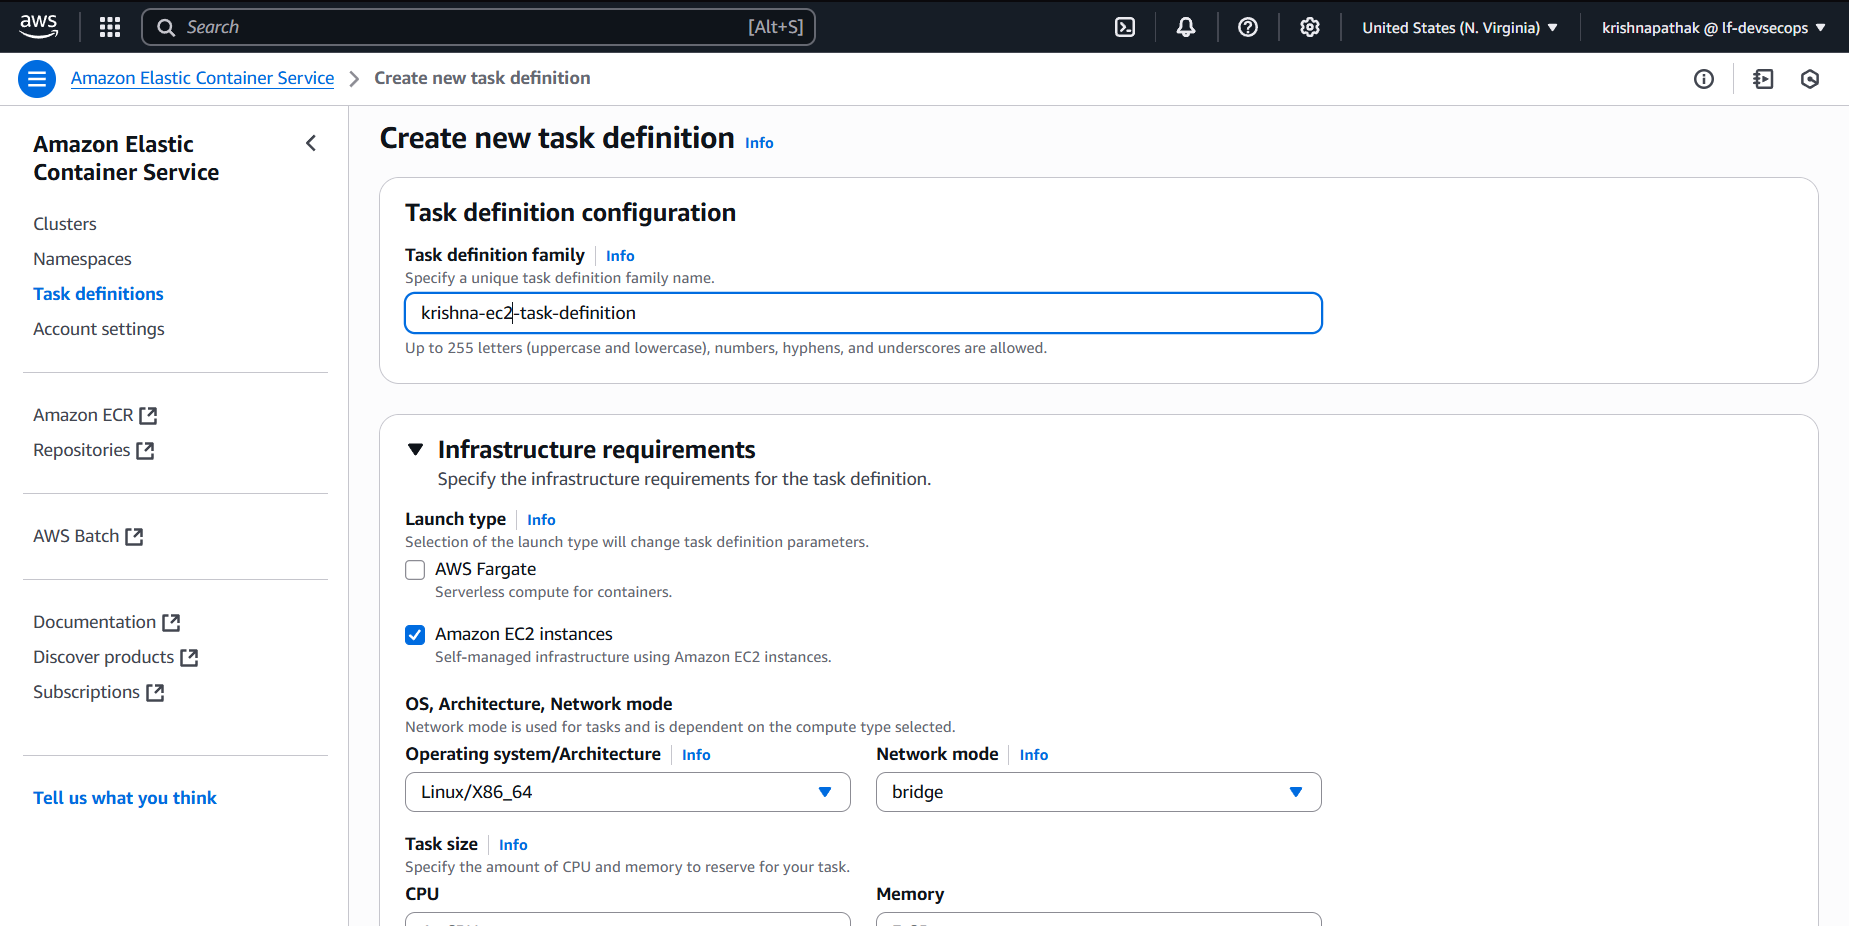 aws
Search
[Alt+S]
United States (N. Virginia)
krishnapathak @ lf-devsecops
Amazon Elastic Container Service
Create new task definition
Amazon Elastic
Container Service
Clusters
Namespaces
Task definitions
Account settings
Amazon ECR
Repositories
AWS Batch
Documentation
Discover products
Subscriptions
Tell us what you think
Create new task definition Info
Task definition configuration
Task definition family Info
Specify a unique task definition family name.
krishna-ec2-task-definition
Up to 255 letters (uppercase and lowercase), numbers, hyphens, and underscores are allowed.
Infrastructure requirements
Specify the infrastructure requirements for the task definition.
Launch type Info
Selection of the launch type will change task definition parameters.
AWS Fargate
Serverless compute for containers.
Amazon EC2 instances
Self-managed infrastructure using Amazon EC2 instances.
OS, Architecture, Network mode
Network mode is used for tasks and is dependent on the compute type selected.
Operating system/Architecture Info
Network mode Info
Linux/X86_64
bridge
Task size Info
Specify the amount of CPU and memory to reserve for your task.
CPU
Memory